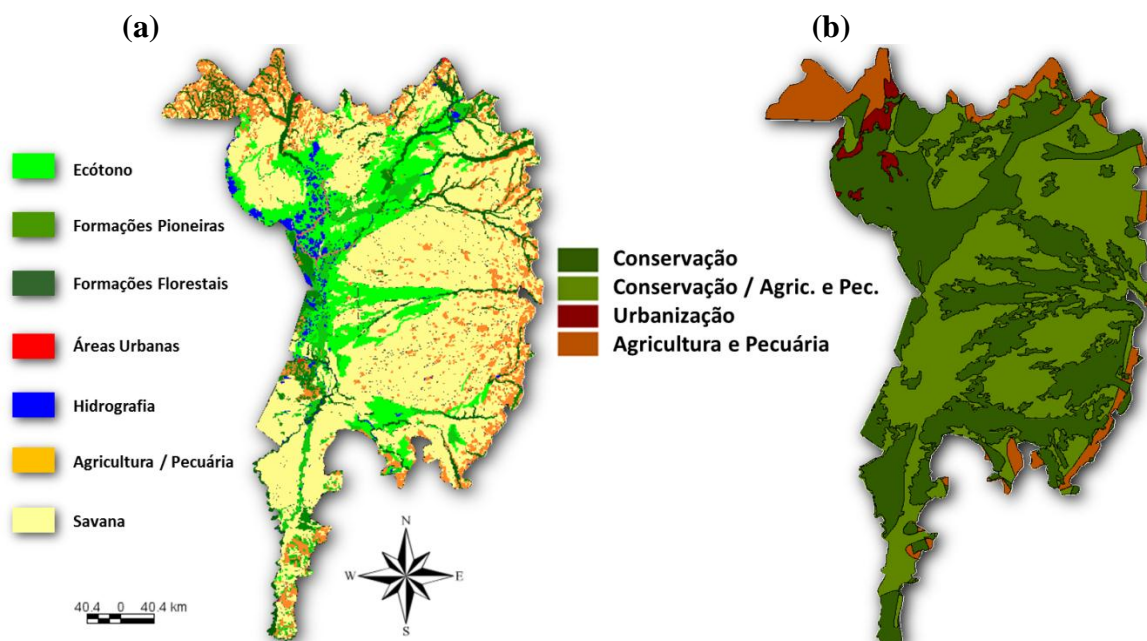 (a)
(b)
Ecótono
Formações Pioneiras
Formações Florestais
Áreas Urbanas
Hidrografia
Agricultura / Pecuária
Savana
Conservação
Conservação / Agric. e Pec.
Urbanização
Agricultura e Pecuária
N
W
E
S
40.4 0 40.4 km